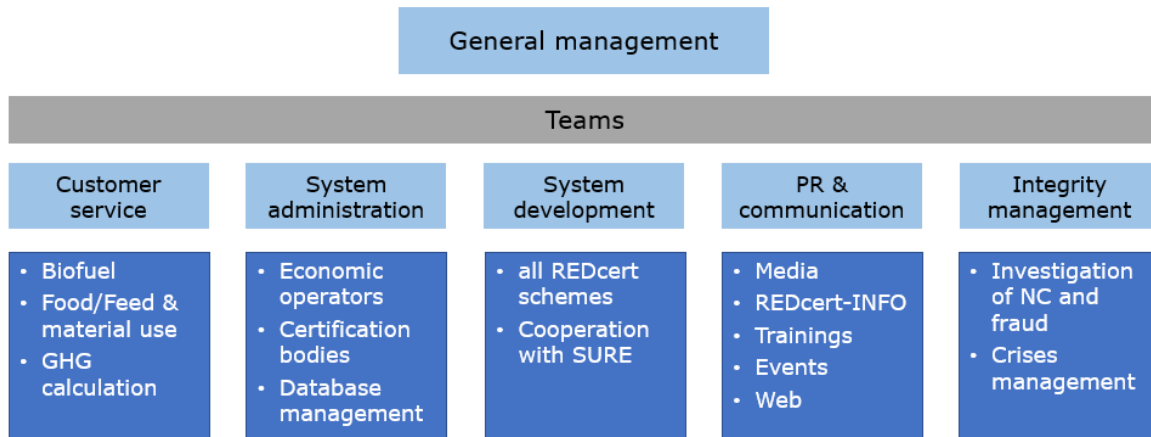 General management
Teams
Customer
service
System
administration
System
development
PR &
communication
Integrity
management
• Biofuel
• Food/Feed &
material use
• GHG
calculation
• Economic
operators
• Certification
bodies
• Database
management
• all REDcert
schemes
• Cooperation
with SURE
• Media
• REDcert-INFO
• Trainings
• Events
• Web
• Investigation
of NC and
fraud
• Crises
management